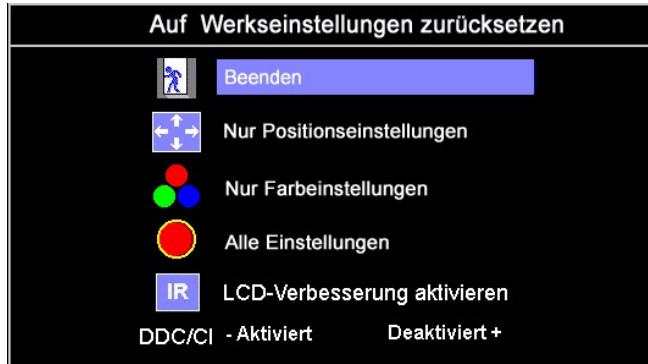 Auf Werkseinstellungen zurücksetzen
Beenden
Nur Positionseinstellungen
Nur Farbeinstellungen
Alle Einstellungen
IR LCD-Verbesserung aktivieren
DDC/CI - Aktiviert Deaktiviert +